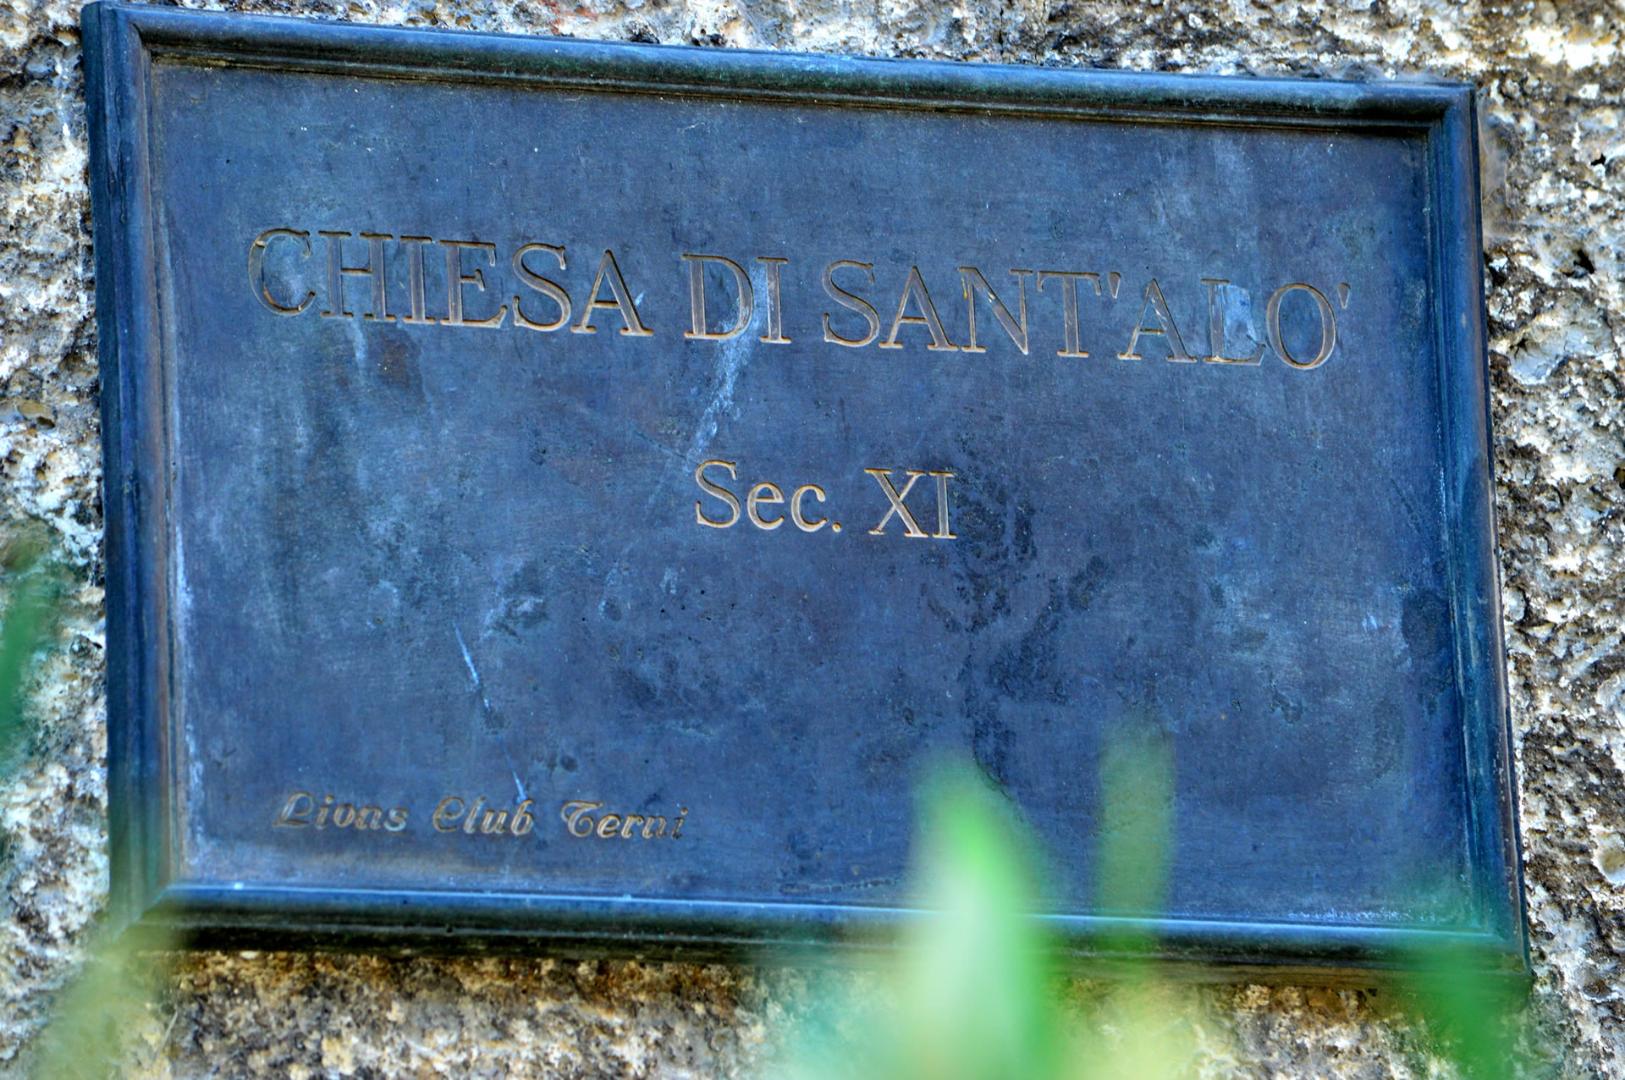 CHIESA DI SANT'ALO'
Sec. XI
Lions Club Terni